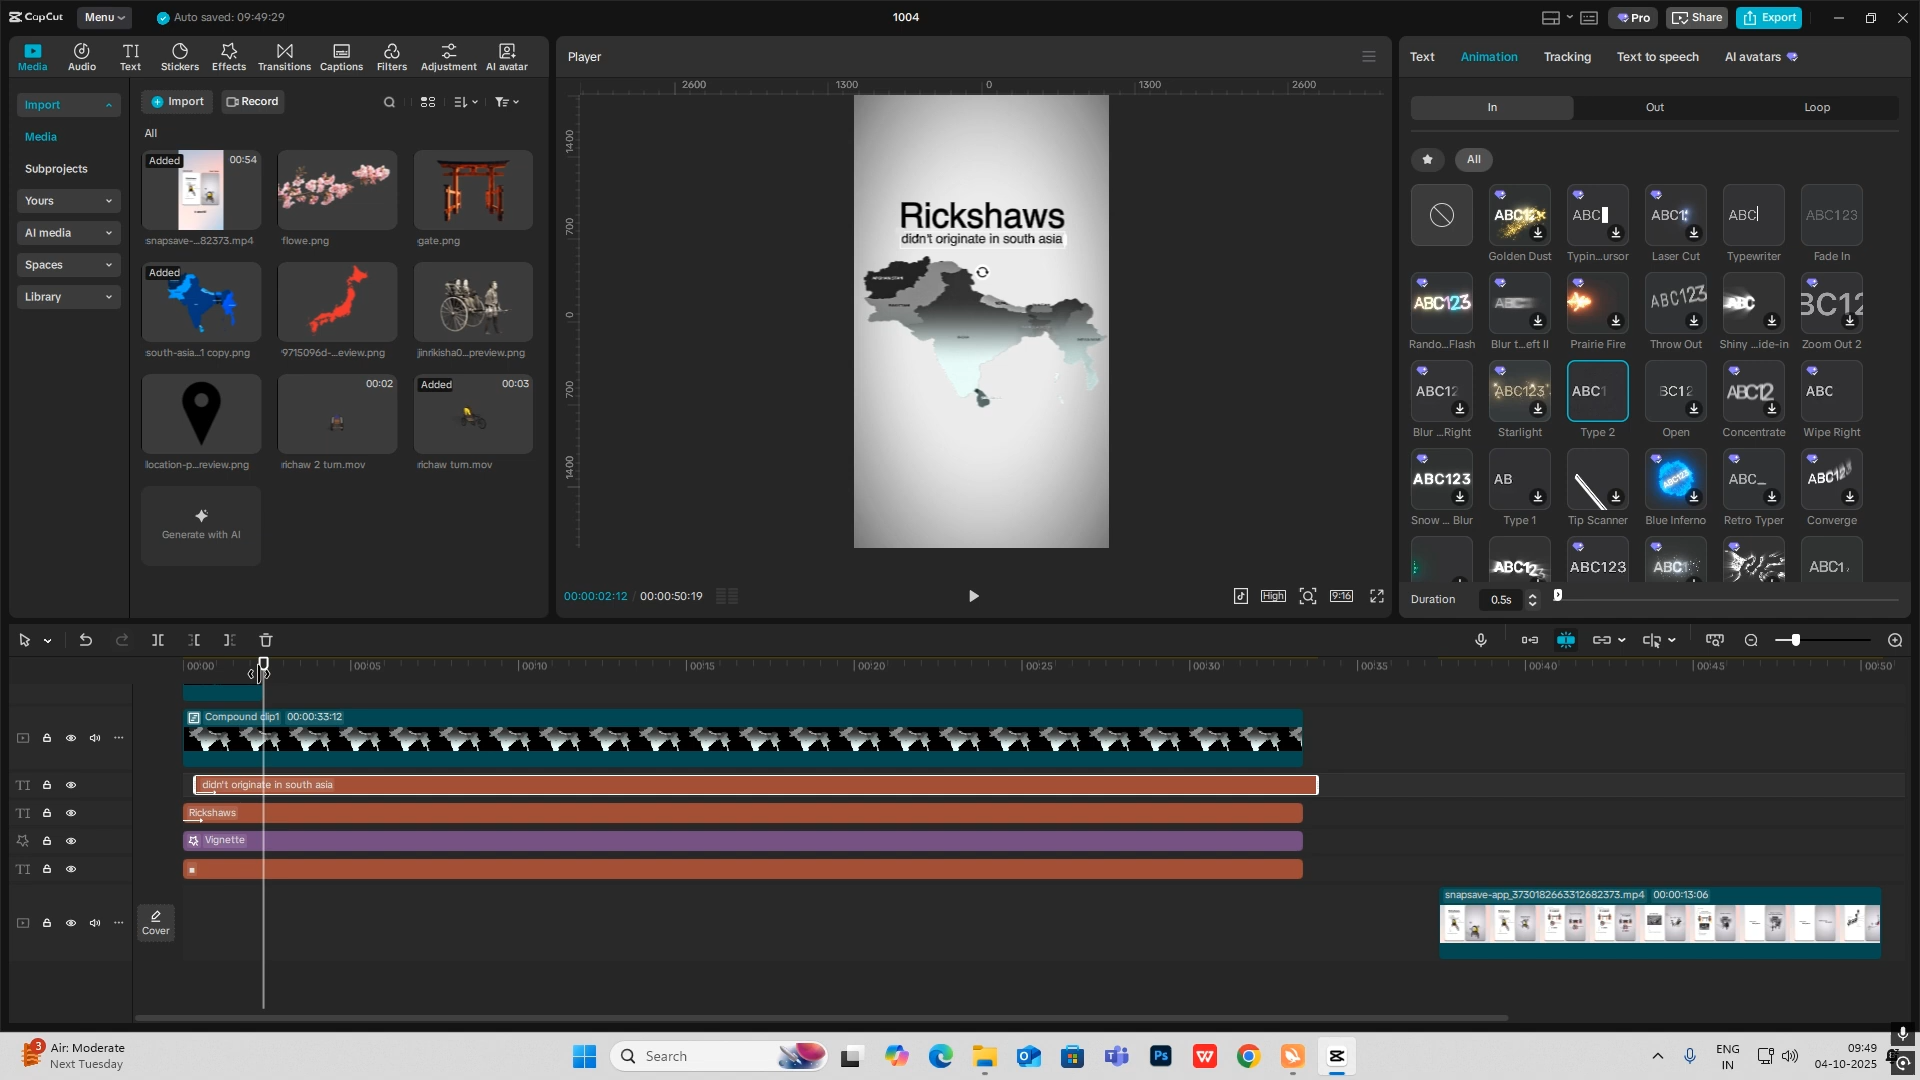 CapCut
Menu
Auto saved: 09:49:29
1004
Pro
Share
Export
Media
Audio
Text
Stickers
Effects
Transitions
Captions
Filters
Adjustment
AI avatar
Import
Media
Subprojects
Yours
AI media
Spaces
Library
Import
Record
All
Added
00:54
snapsave-...82373.mp4
flowe.png
gate.png
Added
south-asia...1 copy.png
9715096d-...eview.png
jinrikisha0...preview.png
00:02
Added
00:03
location-p...review.png
richaw 2 turn.mov
richaw turn.mov
Generate with AI
Player
2600
1300
0
1300
2600
1400
700
0
700
1400
Rickshaws
didn't originate in south asia
00:00:02:12 / 00:00:50:19
High
9:16
Text
Animation
Tracking
Text to speech
AI avatars
In
Out
Loop
All
Golden Dust
Typin...ursor
Laser Cut
Typewriter
Fade In
Rando...Flash
Blur t...eft II
Prairie Fire
Throw Out
Shiny ...ide-in
Zoom Out 2
Blur ...Right
Starlight
Type 2
Open
Concentrate
Wipe Right
Snow ... Blur
Type 1
Tip Scanner
Blue Inferno
Retro Typer
Converge
Duration
0.5s
00:00
00:05
00:10
00:15
00:20
00:25
00:30
00:35
00:40
00:45
00:50
Compound clip1 00:00:33:12
didn't originate in south asia
Rickshaws
Vignette
Cover
snapsave-app_3730182663312682373.mp4 00:00:13:06
3
Air: Moderate
Next Tuesday
Search
ENG
IN
09:49
04-10-2025